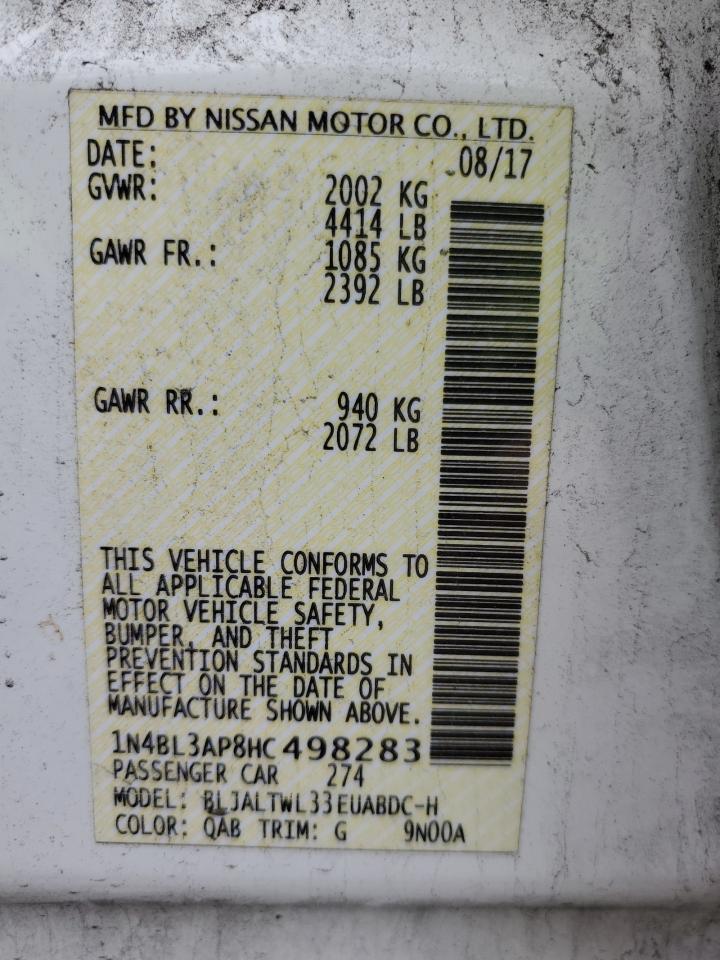 MFD BY NISSAN MOTOR CO., LTD.
DATE: 08/17
GVWR: 2002 KG
4414 LB
GAWR FR.: 1085 KG
2392 LB
GAWR RR.: 940 KG
2072 LB
THIS VEHICLE CONFORMS TO
ALL APPLICABLE FEDERAL
MOTOR VEHICLE SAFETY,
BUMPER, AND THEFT
PREVENTION STANDARDS IN
EFFECT ON THE DATE OF
MANUFACTURE SHOWN ABOVE.
1N4BL3AP8HC498283
PASSENGER CAR 274
MODEL: BLJALTWL33EUABDC-H
COLOR: QAB TRIM: G 9N00A